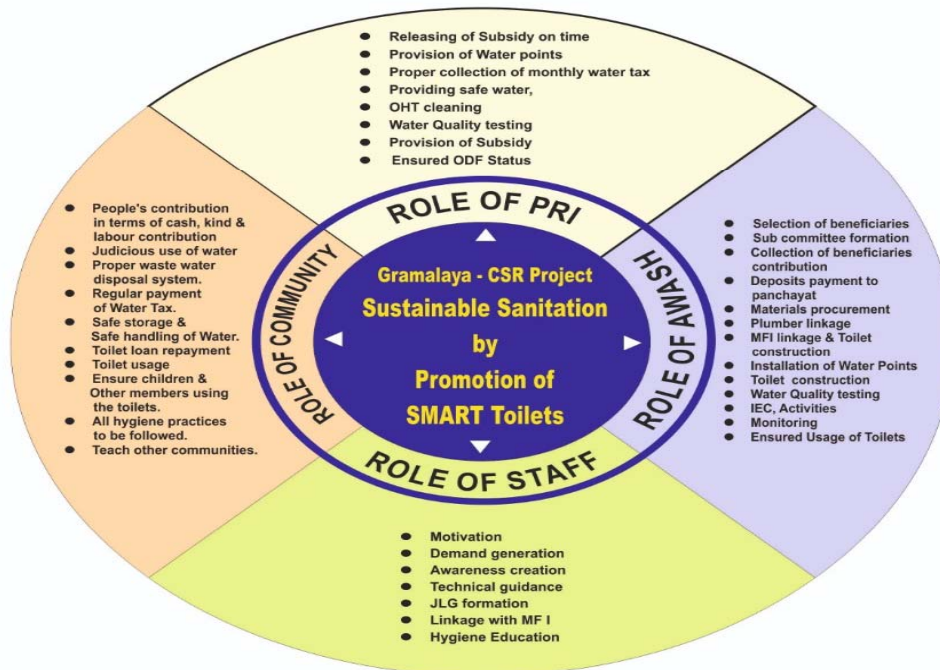 ● Releasing of Subsidy on time
● Provision of Water points
● Proper collection of monthly water tax
● Providing safe water,
● OHT cleaning
● Water Quality testing
● Provision of Subsidy
● Ensured ODF Status
ROLE OF PRI
● People's contribution
in terms of cash, kind &
labour contribution
● Judicious use of water
● Proper waste water
disposal system.
● Regular payment
of Water Tax.
● Safe storage &
Safe handling of Water.
● Toilet loan repayment
● Toilet usage
● Ensure children &
Other members using
the toilets.
● All hygiene practices
to be followed.
● Teach other communities.
ROLE OF COMMUNITY
Gramalaya - CSR Project
Sustainable Sanitation
by
Promotion of
SMART Toilets
ROLE OF AWASH
● Selection of beneficiaries
● Sub committee formation
● Collection of beneficiaries
contribution
● Deposits payment to
panchayat
● Materials procurement
● Plumber linkage
● MFI linkage & Toilet
construction
● Installation of Water Points
● Toilet construction
● Water Quality testing
● IEC, Activities
● Monitoring
● Ensured Usage of Toilets
ROLE OF STAFF
● Motivation
● Demand generation
● Awareness creation
● Technical guidance
● JLG formation
● Linkage with MF I
● Hygiene Education